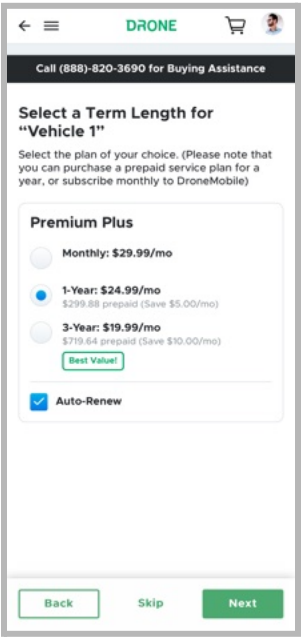 DRONE
Call (888)-820-3690 for Buying Assistance
Select a Term Length for
“Vehicle 1”
Select the plan of your choice. (Please note that
you can purchase a prepaid service plan for a
year, or subscribe monthly to DroneMobile)
Premium Plus
Monthly: $29.99/mo
1-Year: $24.99/mo
$299.88 prepaid (Save $5.00/mo)
3-Year: $19.99/mo
$719.64 prepaid (Save $10.00/mo)
Best Value!
Auto-Renew
Back Skip Next